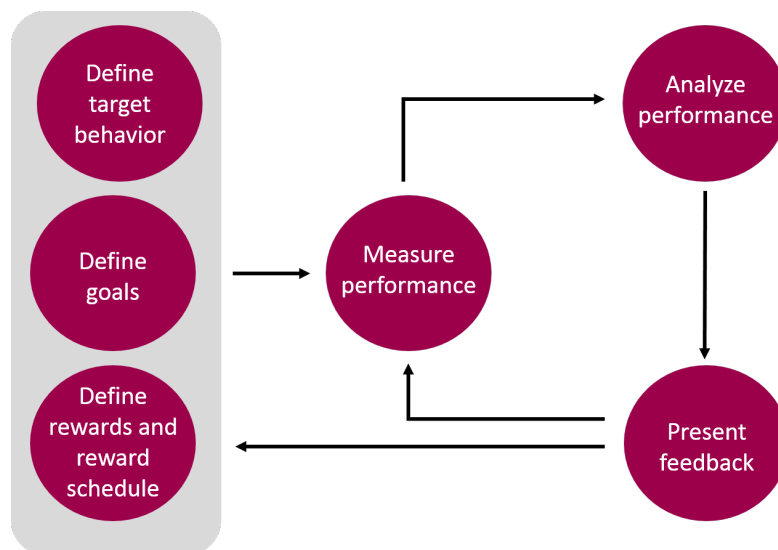 Define
target
behavior
Define
goals
Define
rewards and
reward
schedule
Measure
performance
Analyze
performance
Present
feedback